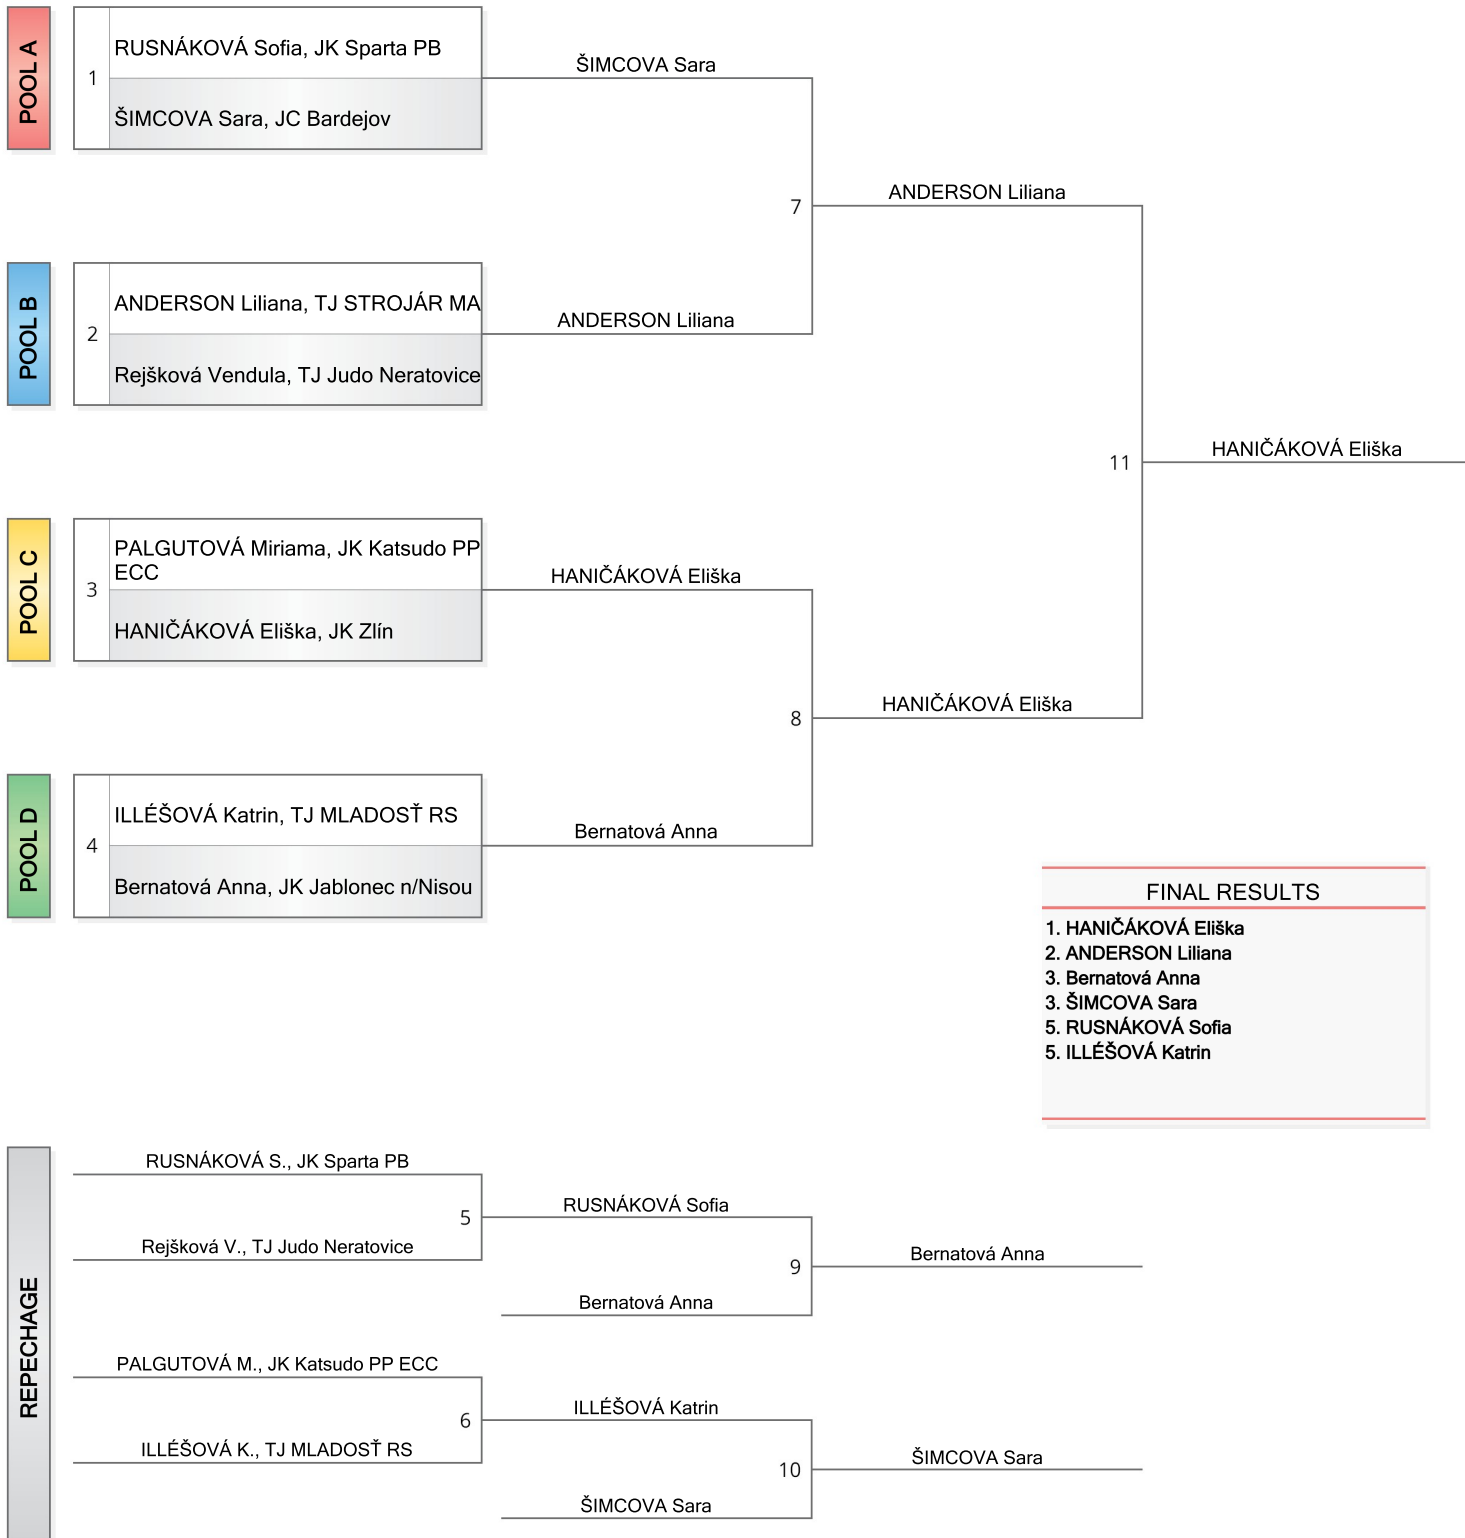 POOL A
1
RUSNÁKOVÁ Sofia, JK Sparta PB
ŠIMCOVA Sara, JC Bardejov
ŠIMCOVA Sara
7
ANDERSON Liliana
POOL B
2
ANDERSON Liliana, TJ STROJÁR MA
Rejšková Vendula, TJ Judo Neratovice
ANDERSON Liliana
11
HANIČÁKOVÁ Eliška
POOL C
3
PALGUTOVÁ Miriama, JK Katsudo PP
ECC
HANIČÁKOVÁ Eliška, JK Zlín
HANIČÁKOVÁ Eliška
8
HANIČÁKOVÁ Eliška
POOL D
4
ILLÉŠOVÁ Katrin, TJ MLADOSŤ RS
Bernatová Anna, JK Jablonec n/Nisou
Bernatová Anna
FINAL RESULTS
1. HANIČÁKOVÁ Eliška
2. ANDERSON Liliana
3. Bernatová Anna
3. ŠIMCOVA Sara
5. RUSNÁKOVÁ Sofia
5. ILLÉŠOVÁ Katrin
REPECHAGE
RUSNÁKOVÁ S., JK Sparta PB
5
Rejšková V., TJ Judo Neratovice
RUSNÁKOVÁ Sofia
9
Bernatová Anna
Bernatová Anna
PALGUTOVÁ M., JK Katsudo PP ECC
6
ILLÉŠOVÁ K., TJ MLADOSŤ RS
ILLÉŠOVÁ Katrin
10
ŠIMCOVA Sara
ŠIMCOVA Sara